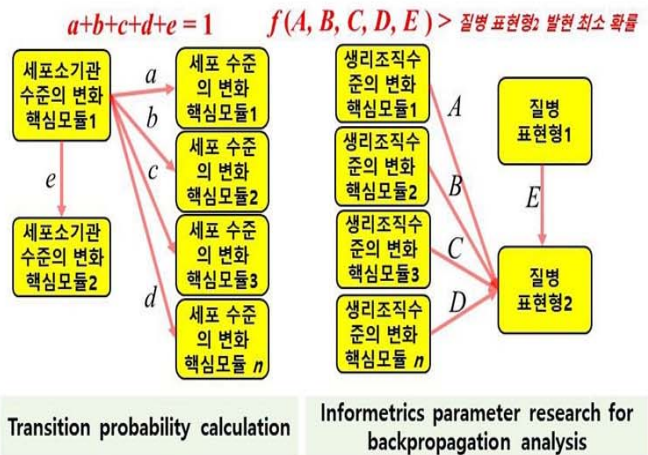 a+b+c+d+e = 1
f(A, B, C, D, E) > 질병 표현형2 발현 최소 확률
세포소기관
수준의 변화
핵심모듈1
a
b
c
d
e
세포소기관
수준의 변화
핵심모듈2
세포 수준
의 변화
핵심모듈1
세포 수준
의 변화
핵심모듈2
세포 수준
의 변화
핵심모듈3
세포 수준
의 변화
핵심모듈 n
생리조직수
준의 변화
핵심모듈1
생리조직수
준의 변화
핵심모듈2
생리조직수
준의 변화
핵심모듈3
생리조직수
준의 변화
핵심모듈 n
A
B
C
D
E
질병
표현형1
질병
표현형2
Transition probability calculation
Informetrics parameter research for
backpropagation analysis